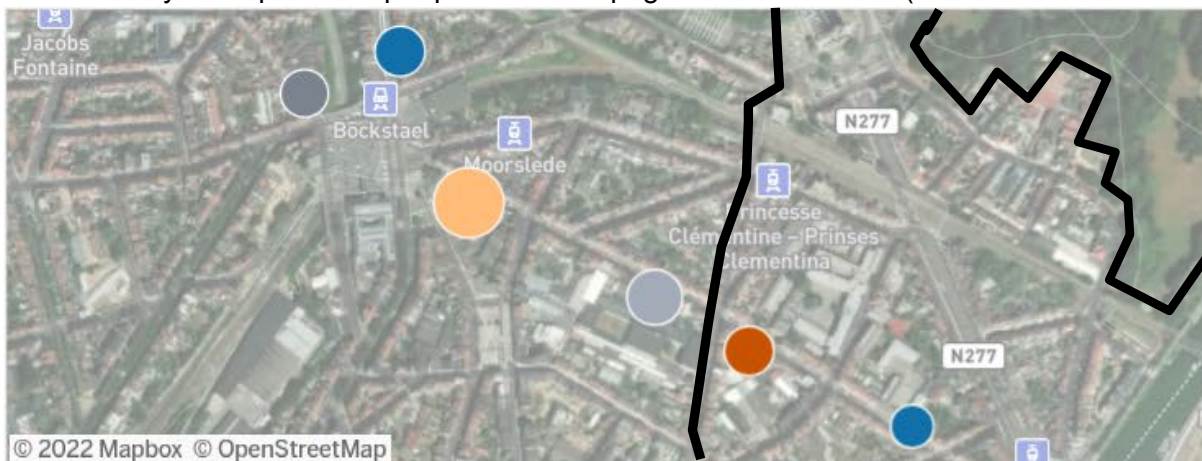 Jacobs
Fontaine
Bockstael
Moorslede
N277
Princesse
Clémentine – Prinses
Clementina
N277
© 2022 Mapbox © OpenStreetMap